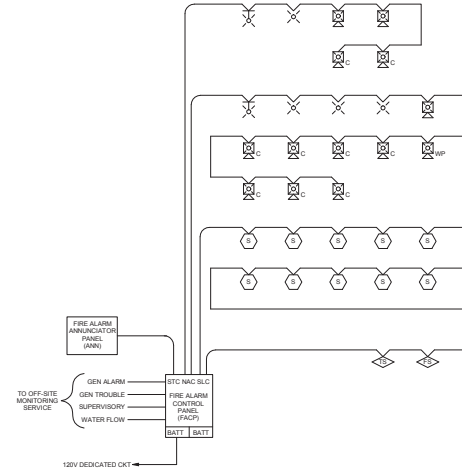 C
C
C
C
C
C
WP
C
C
C
S
S
S
S
S
S
S
S
S
S
TS
FS
FIRE ALARM
ANNUNCIATOR
PANEL
(ANN)
TO OFF-SITE
MONITORING
SERVICE
GEN ALARM
GEN TROUBLE
SUPERVISORY
WATER FLOW
STC NAC SLC
FIRE ALARM
CONTROL
PANEL
(FACP)
BATT BATT
120V DEDICATED CKT